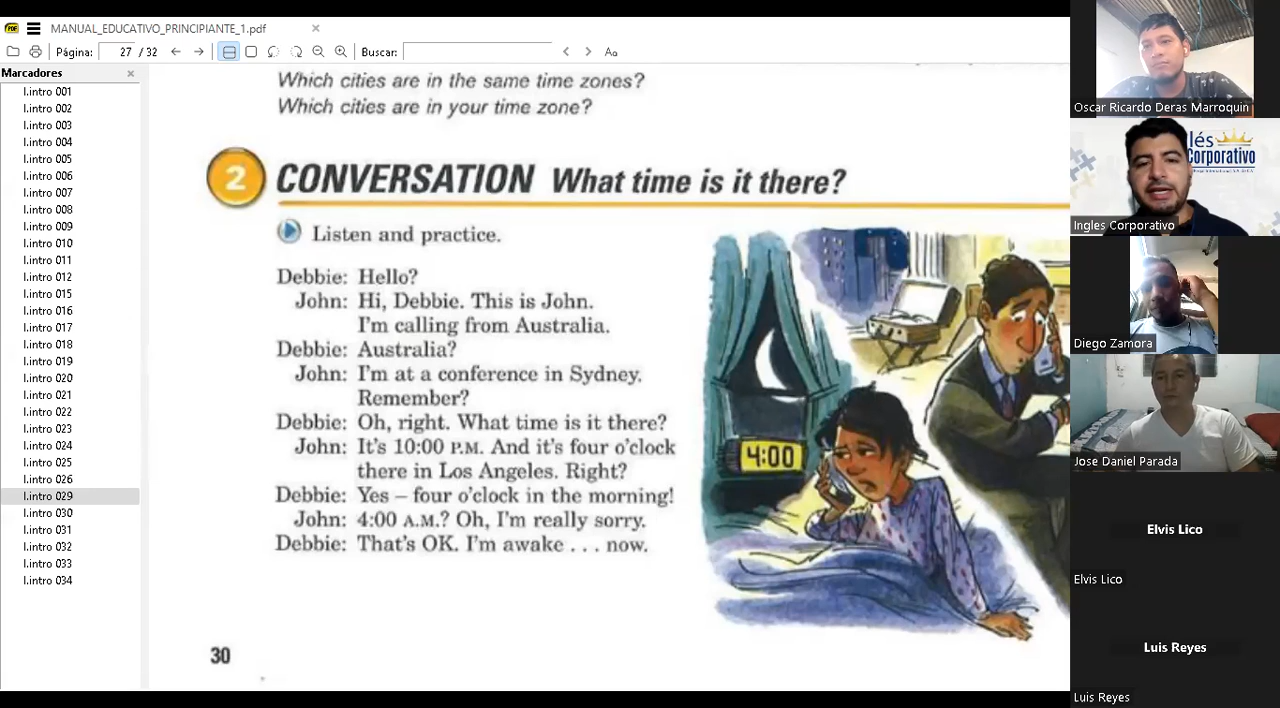 MANUAL_EDUCATIVO_PRINCIPIANTE_1.pdf
Página: 27 / 32
Buscar:
Aa
Marcadores
I.intro 001
I.intro 002
I.intro 003
I.intro 004
I.intro 005
I.intro 006
I.intro 007
I.intro 008
I.intro 009
I.intro 010
I.intro 011
I.intro 012
I.intro 015
I.intro 016
I.intro 017
I.intro 018
I.intro 019
I.intro 020
I.intro 021
I.intro 022
I.intro 023
I.intro 024
I.intro 025
I.intro 026
I.intro 029
I.intro 030
I.intro 031
I.intro 032
I.intro 033
I.intro 034
Which cities are in the same time zones?
Which cities are in your time zone?
2 CONVERSATION What time is it there?
Listen and practice.
Debbie: Hello?
John: Hi, Debbie. This is John.
I'm calling from Australia.
Debbie: Australia?
John: I'm at a conference in Sydney.
Remember?
Debbie: Oh, right. What time is it there?
John: It's 10:00 P.M. And it's four o'clock
there in Los Angeles. Right?
Debbie: Yes – four o'clock in the morning!
John: 4:00 A.M.? Oh, I'm really sorry.
Debbie: That's OK. I'm awake . . . now.
4:00
30
Oscar Ricardo Deras Marroquin
lés
Corporativo
Ingles Corporativo
Diego Zamora
Jose Daniel Parada
Elvis Lico
Elvis Lico
Luis Reyes
Luis Reyes